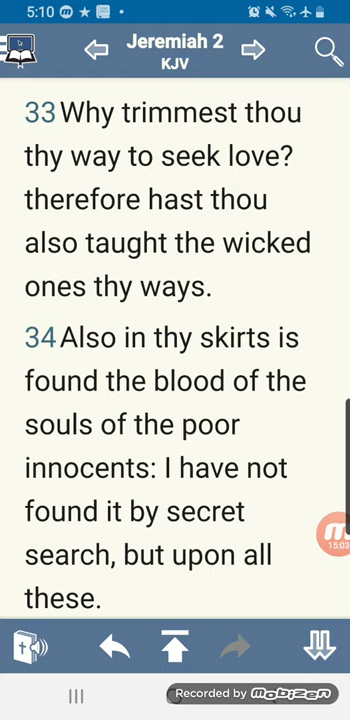 5:10
Jeremiah 2
KJV
33 Why trimmest thou
thy way to seek love?
therefore hast thou
also taught the wicked
ones thy ways.
34 Also in thy skirts is
found the blood of the
souls of the poor
innocents: I have not
found it by secret
search, but upon all
these.
15:03
Recorded by mobizen